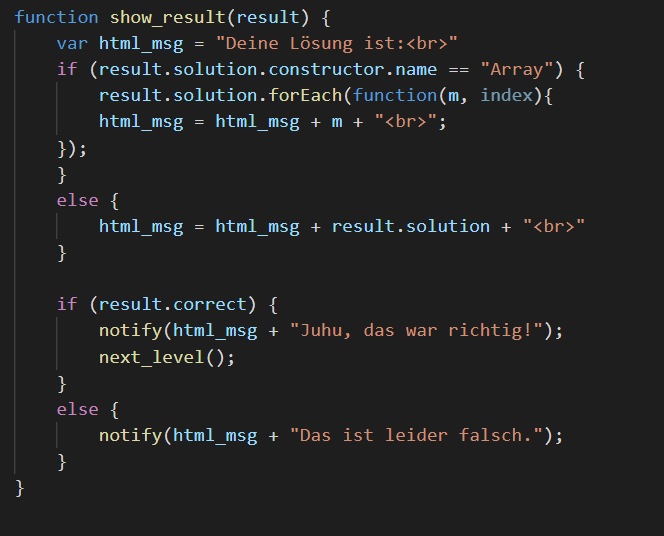 function show_result(result) {
    var html_msg = "Deine Lösung ist:<br>"
    if (result.solution.constructor.name == "Array") {
        result.solution.forEach(function(m, index){
        html_msg = html_msg + m + "<br>";
    });
    }
    else {
        html_msg = html_msg + result.solution + "<br>"
    }

    if (result.correct) {
        notify(html_msg + "Juhu, das war richtig!");
        next_level();
    }
    else {
        notify(html_msg + "Das ist leider falsch.");
    }
}